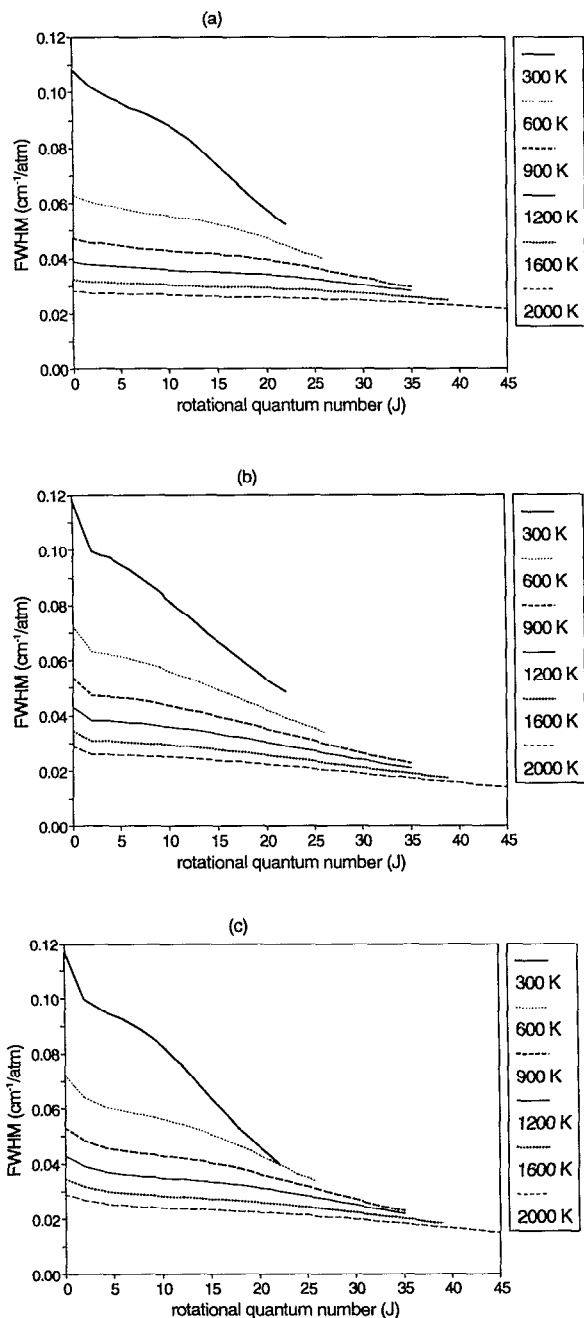 (a)
0.12
0.10
0.08
0.06
0.04
0.02
0.00
FWHM (cm⁻¹/atm)
0 5 10 15 20 25 30 35 40 45
rotational quantum number (J)
300 K
600 K
900 K
1200 K
1600 K
2000 K
(b)
0.12
0.10
0.08
0.06
0.04
0.02
0.00
FWHM (cm⁻¹/atm)
0 5 10 15 20 25 30 35 40 45
rotational quantum number (J)
300 K
600 K
900 K
1200 K
1600 K
2000 K
(c)
0.12
0.10
0.08
0.06
0.04
0.02
0.00
FWHM (cm⁻¹/atm)
0 5 10 15 20 25 30 35 40 45
rotational quantum number (J)
300 K
600 K
900 K
1200 K
1600 K
2000 K